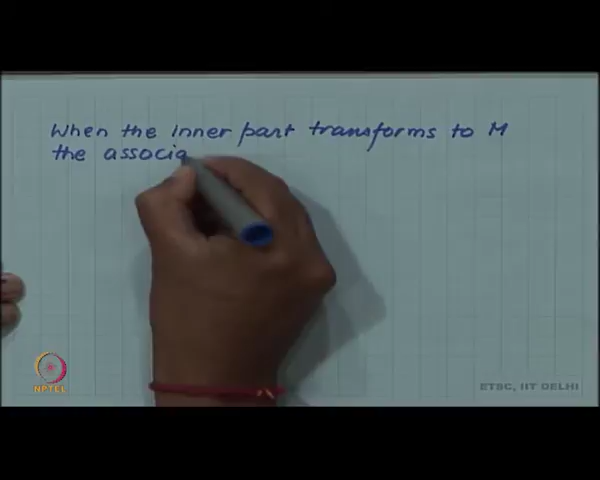 When the inner part transforms to M
the associa
NPTEL
ETSC, IIT DELHI